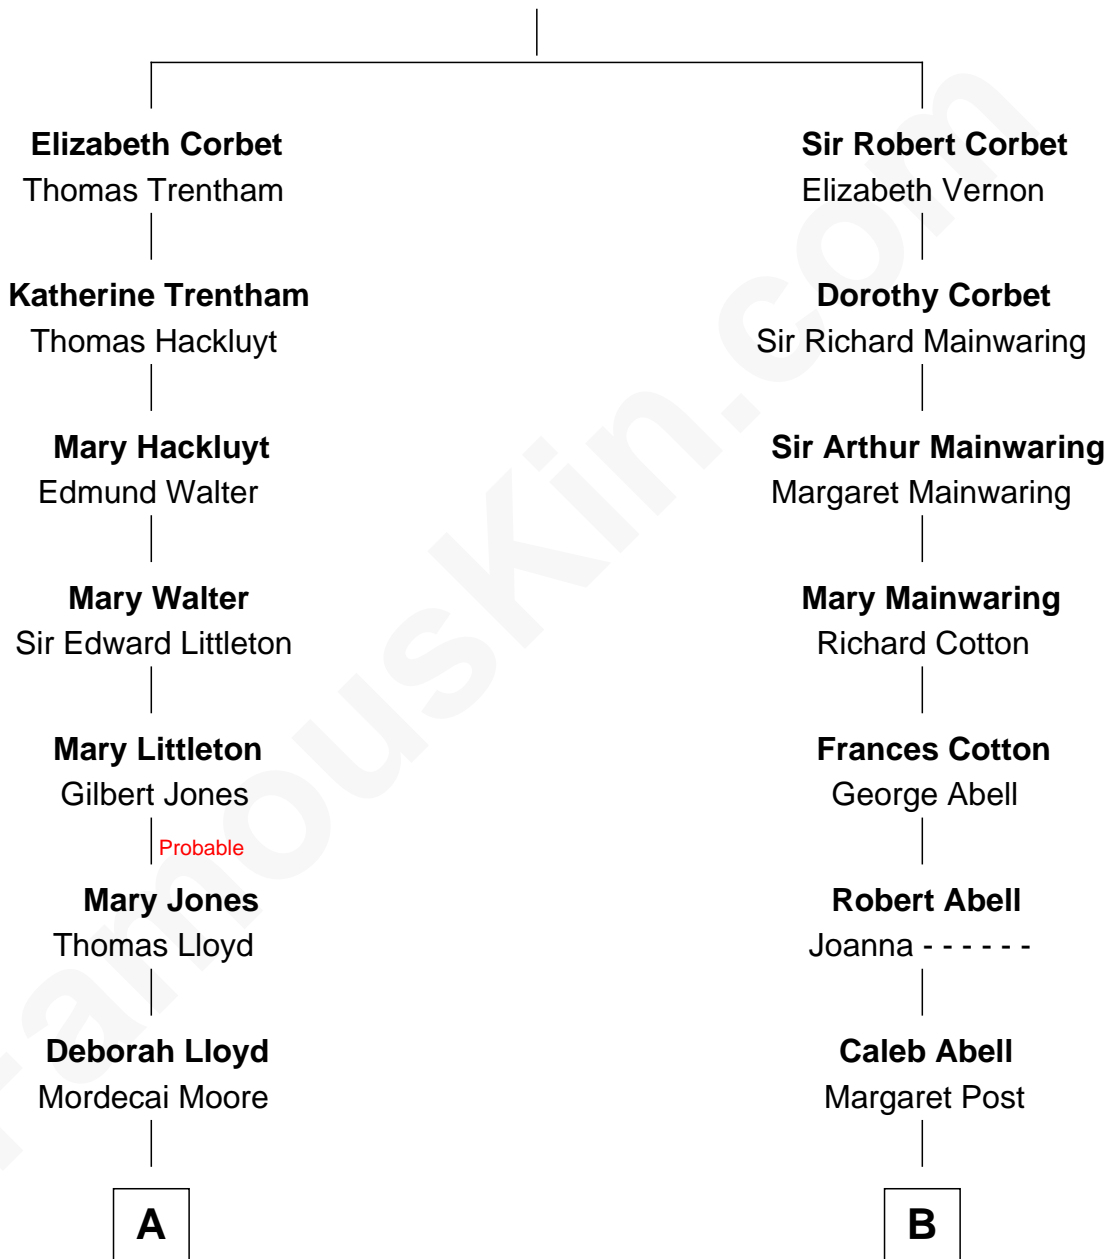 Elizabeth Corbet
Thomas Trentham
Katherine Trentham
Thomas Hackluyt
Mary Hackluyt
Edmund Walter
Mary Walter
Sir Edward Littleton
Mary Littleton
Gilbert Jones
Probable
Mary Jones
Thomas Lloyd
Deborah Lloyd
Mordecai Moore
A
Sir Robert Corbet
Elizabeth Vernon
Dorothy Corbet
Sir Richard Mainwaring
Sir Arthur Mainwaring
Margaret Mainwaring
Mary Mainwaring
Richard Cotton
Frances Cotton
George Abell
Robert Abell
Joanna - - - - - -
Caleb Abell
Margaret Post
B
FamousKin.com